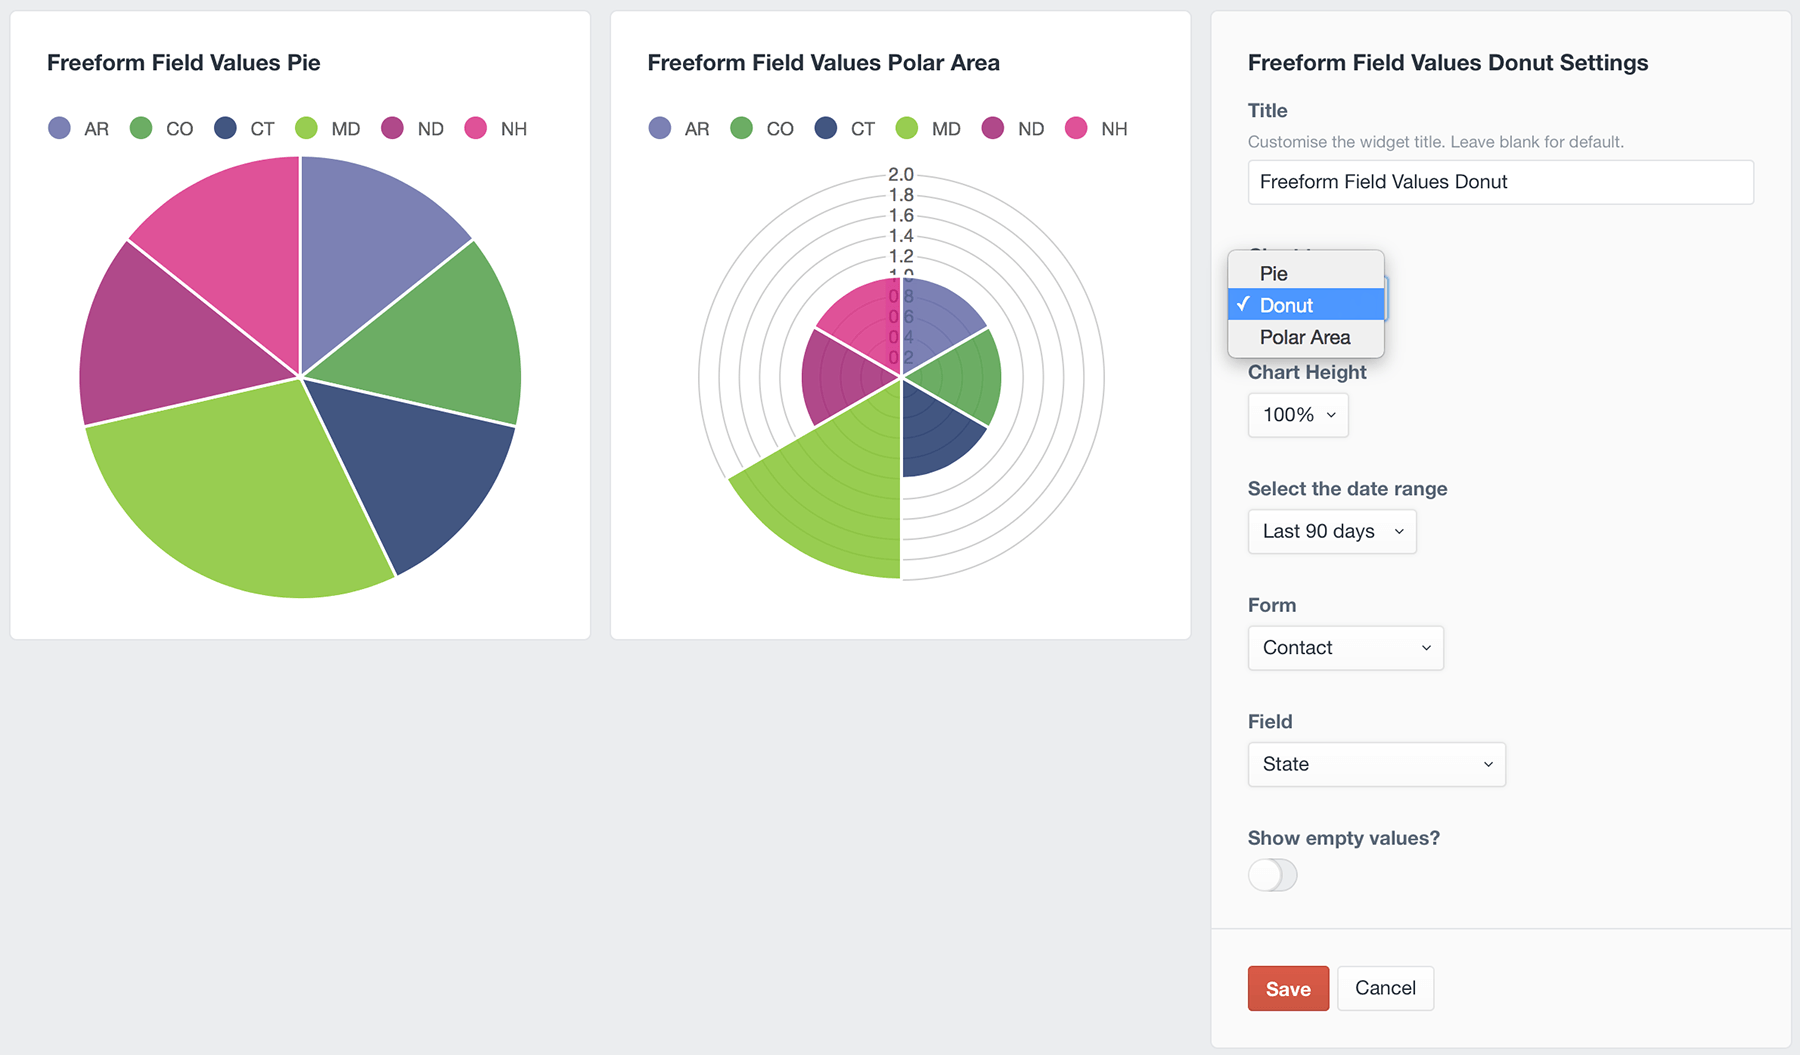 Freeform Field Values Pie
AR CO CT MD ND NH
Freeform Field Values Polar Area
AR CO CT MD ND NH
2.0
1.8
1.6
1.4
1.2
1.0
0.8
0.6
0.4
0.2
Freeform Field Values Donut Settings
Title
Customise the widget title. Leave blank for default.
Freeform Field Values Donut
Pie
✓ Donut
Polar Area
Chart Height
100%
Select the date range
Last 90 days
Form
Contact
Field
State
Show empty values?
Save Cancel